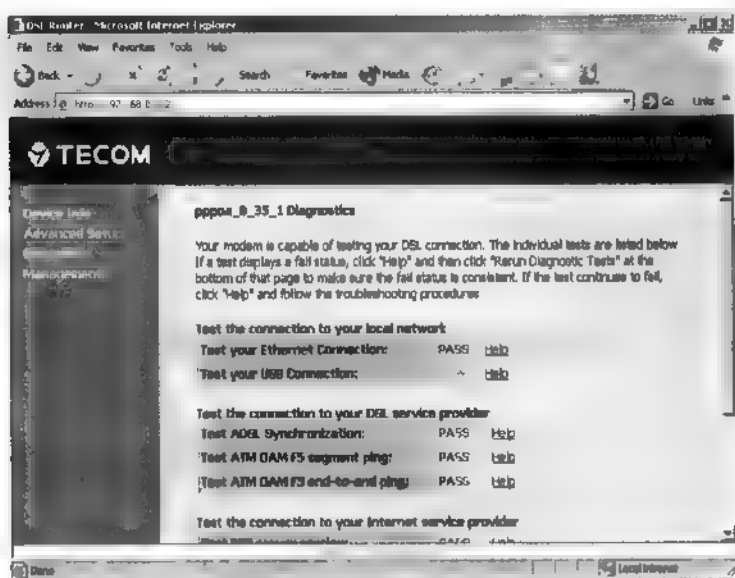 DSL Router - Microsoft Internet Explorer
File Edit View Favorites Tools Help
Back Search Favorites Media
Address Go Links
TECOM
Device Info
Advanced Setup
Management
pppoa_0_35_1 Diagnostics
Your modem is capable of testing your DSL connection. The individual tests are listed below
If a test displays a fail status, click "Help" and then click "Rerun Diagnostic Tests" at the
bottom of that page to make sure the fail status is consistent. If the test continues to fail,
click "Help" and follow the troubleshooting procedures
Test the connection to your local network
Test your Ethernet Connection: PASS Help
Test your USB Connection: Help
Test the connection to your DSL service provider
Test ADSL Synchronization: PASS Help
Test ATM OAM F5 segment ping: PASS Help
Test ATM OAM F5 end-to-end ping: PASS Help
Test the connection to your Internet service provider
Done Local intranet